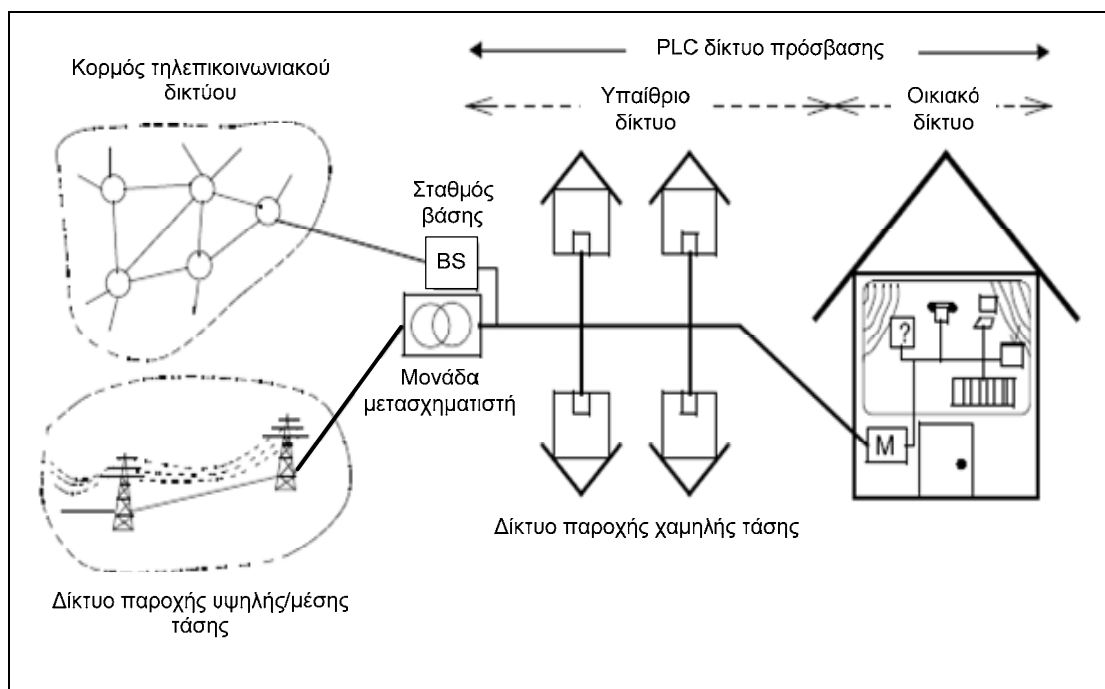 PLC δίκτυο πρόσβασης
Κορμός τηλεπικοινωνιακού
δικτύου
Υπαίθριο
δίκτυο
Οικιακό
δίκτυο
Σταθμός
βάσης
BS
Μονάδα
μετασχηματιστή
?
M
Δίκτυο παροχής χαμηλής τάσης
Δίκτυο παροχής υψηλής/μέσης
τάσης